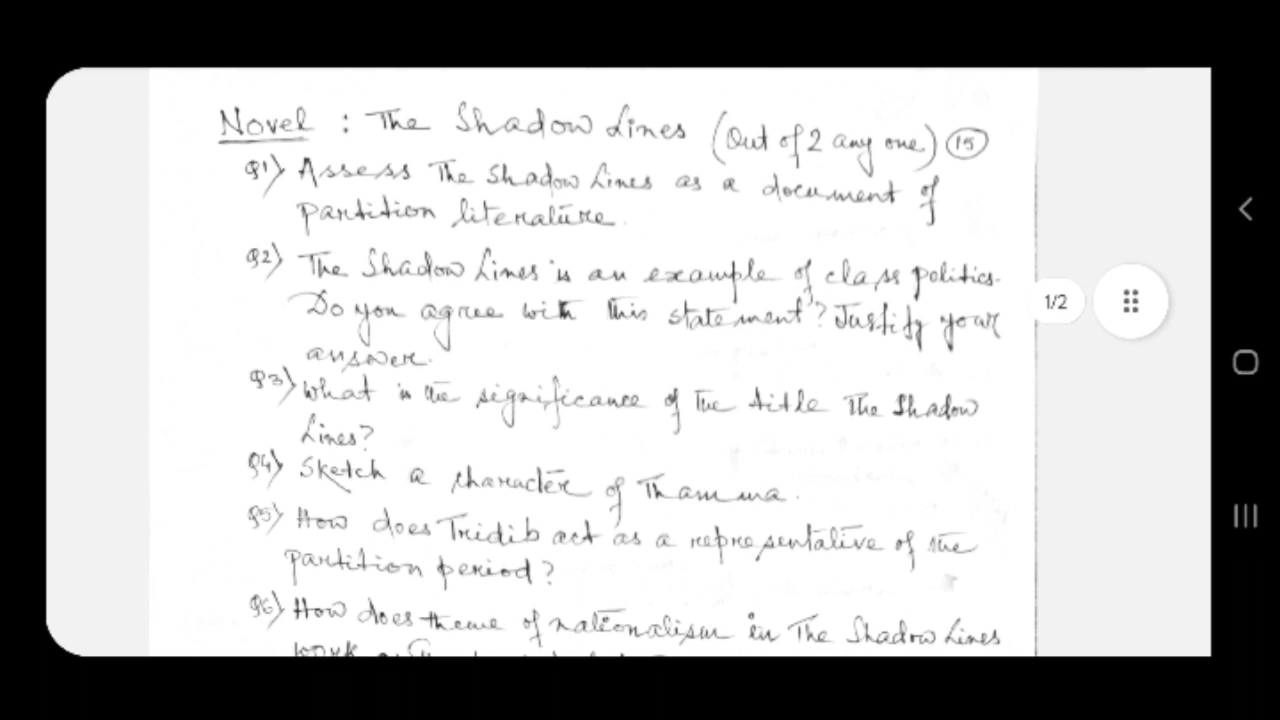 Novel : The Shadow Lines (Out of 2 any one) 15
Q1) Assess The Shadow Lines as a document of
partition literature.
Q2) The Shadow Lines is an example of class politics.
Do you agree with this statement? Justify your
answer.
Q3) What is the significance of the title The Shadow
Lines?
Q4) Sketch a character of Thamma.
Q5) How does Tridib act as a representative of the
partition period?
Q6) How does theme of nationalism in The Shadow Lines
work
1/2